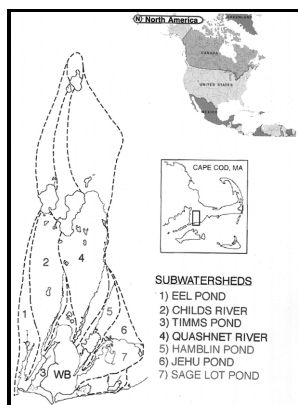 (N) North America
GREENLAND
CANADA
UNITED STATES
MEXICO
CAPE COD, MA
SUBWATERSHEDS
1) EEL POND
2) CHILDS RIVER
3) TIMMS POND
4) QUASHNET RIVER
5) HAMBLIN POND
6) JEHU POND
7) SAGE LOT POND
2
4
1
5
6
7
3
WB